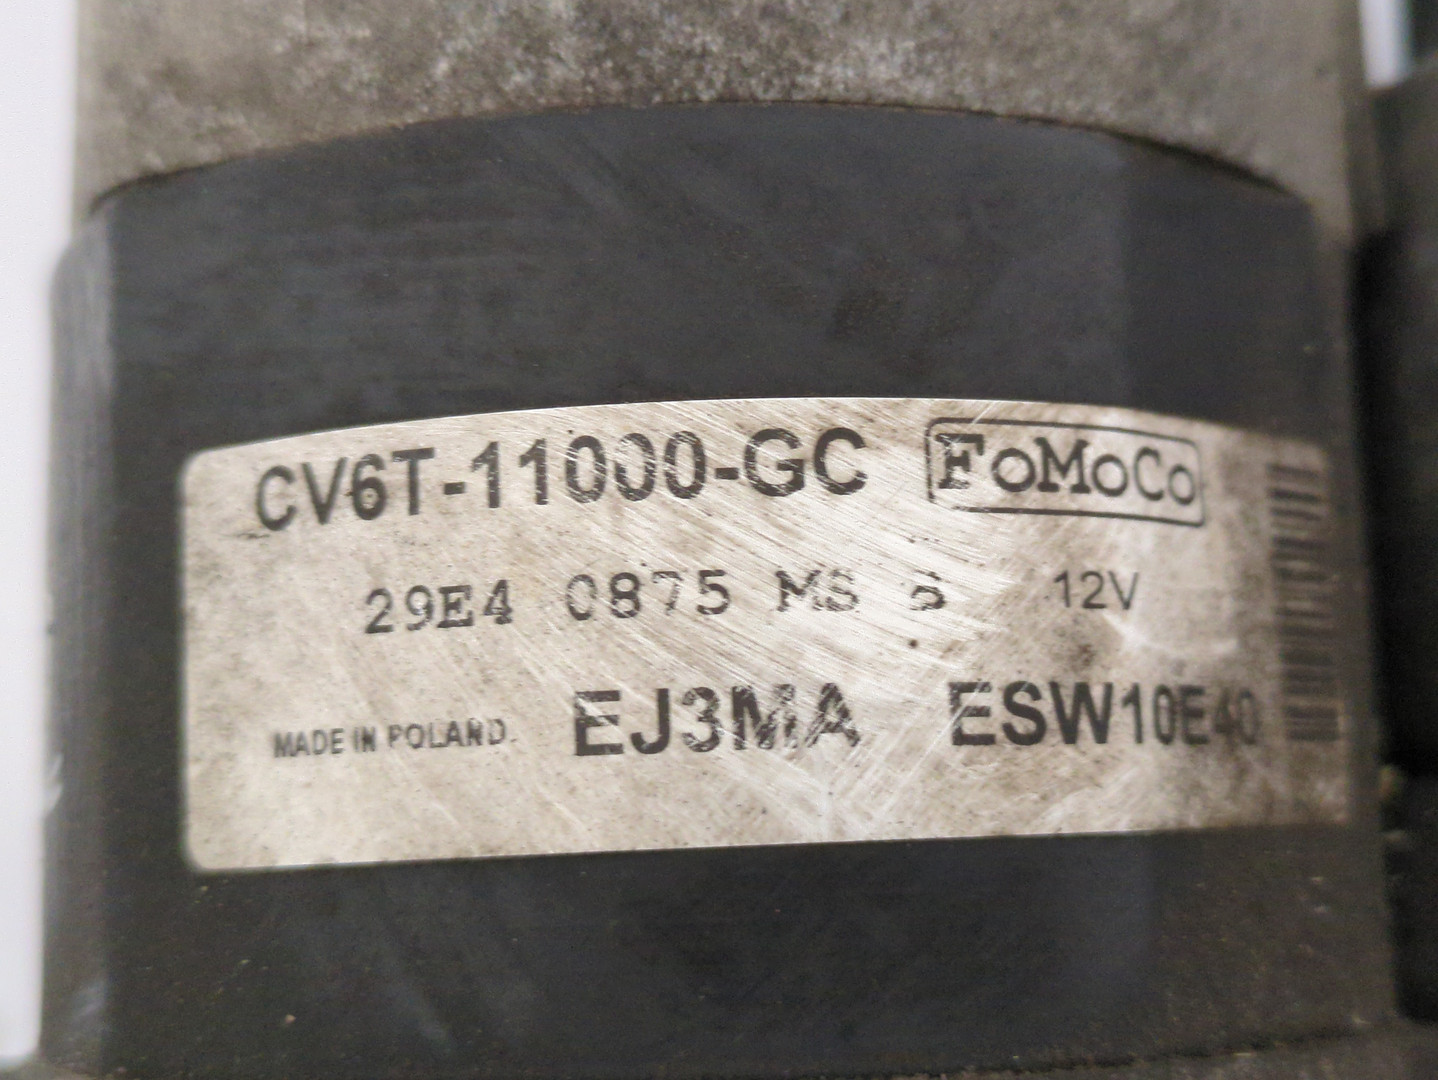 CV6T-11000-GC FoMoCo
29E4 0875 MS 12V
MADE IN POLAND EJ3MA ESW10E40